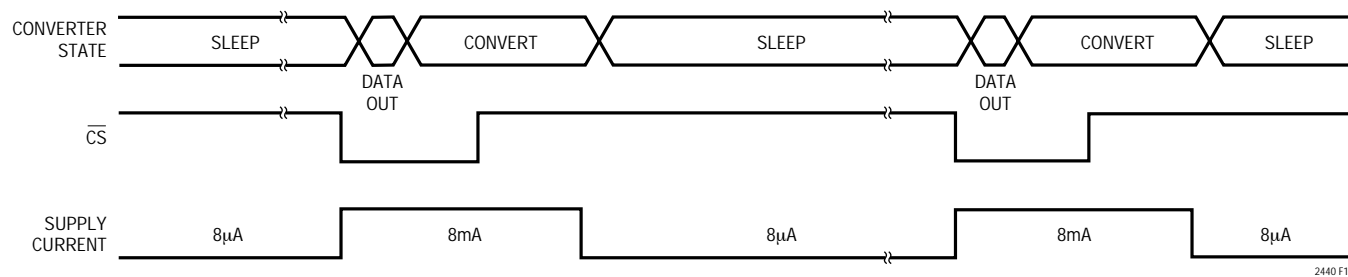 CONVERTER
STATE
SLEEP
CONVERT
SLEEP
CONVERT
SLEEP
DATA
OUT
DATA
OUT
CS
SUPPLY
CURRENT
8µA
8mA
8µA
8mA
8µA
2440 F1